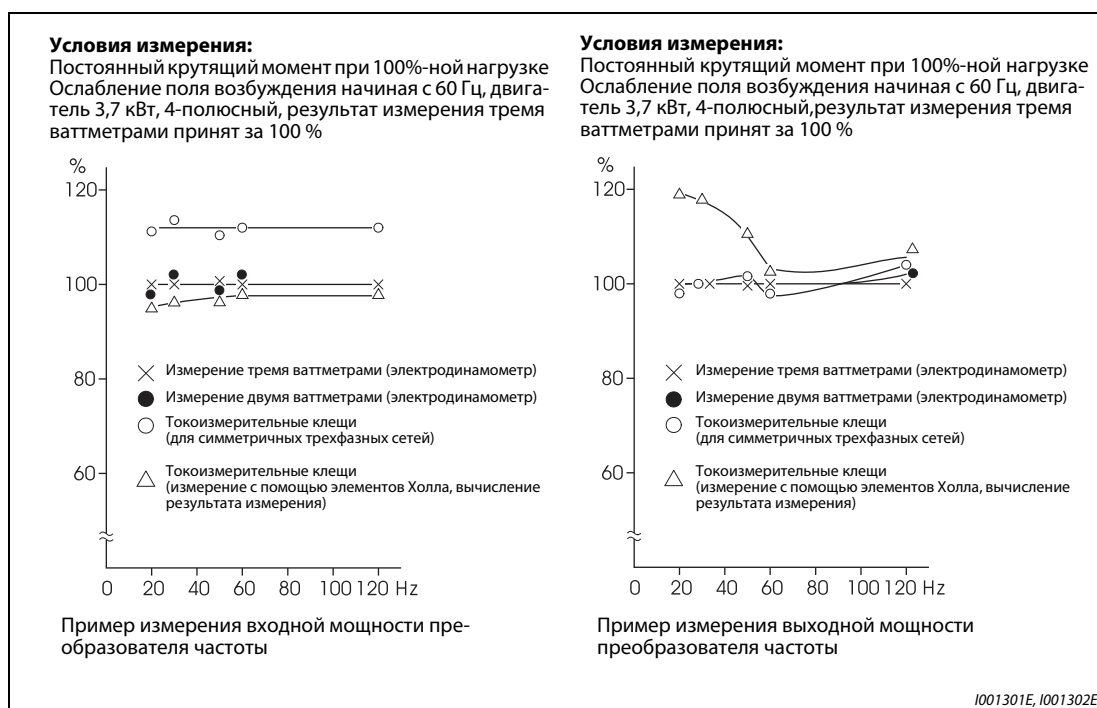 Условия измерения:
Постоянный крутящий момент при 100%-ной нагрузке
Ослабление поля возбуждения начиная с 60 Гц, двига-
тель 3,7 кВт, 4-полюсный, результат измерения тремя
ваттметрами принят за 100 %
%
120
100
80
60
Измерение тремя ваттметрами (электродинамометр)
Измерение двумя ваттметрами (электродинамометр)
Токоизмерительные клещи
(для симметричных трехфазных сетей)
Токоизмерительные клещи
(измерение с помощью элементов Холла, вычисление
результата измерения)
0 20 40 60 80 100 120 Hz
Пример измерения входной мощности пре-
образователя частоты
Условия измерения:
Постоянный крутящий момент при 100%-ной нагрузке
Ослабление поля возбуждения начиная с 60 Гц, двига-
тель 3,7 кВт, 4-полюсный,результат измерения тремя
ваттметрами принят за 100 %
%
120
100
80
60
Измерение тремя ваттметрами (электродинамометр)
Измерение двумя ваттметрами (электродинамометр)
Токоизмерительные клещи
(для симметричных трехфазных сетей)
Токоизмерительные клещи
(измерение с помощью элементов Холла, вычисление
результата измерения)
0 20 40 60 80 100 120 Hz
Пример измерения выходной мощности
преобразователя частоты
I001301E, I001302E